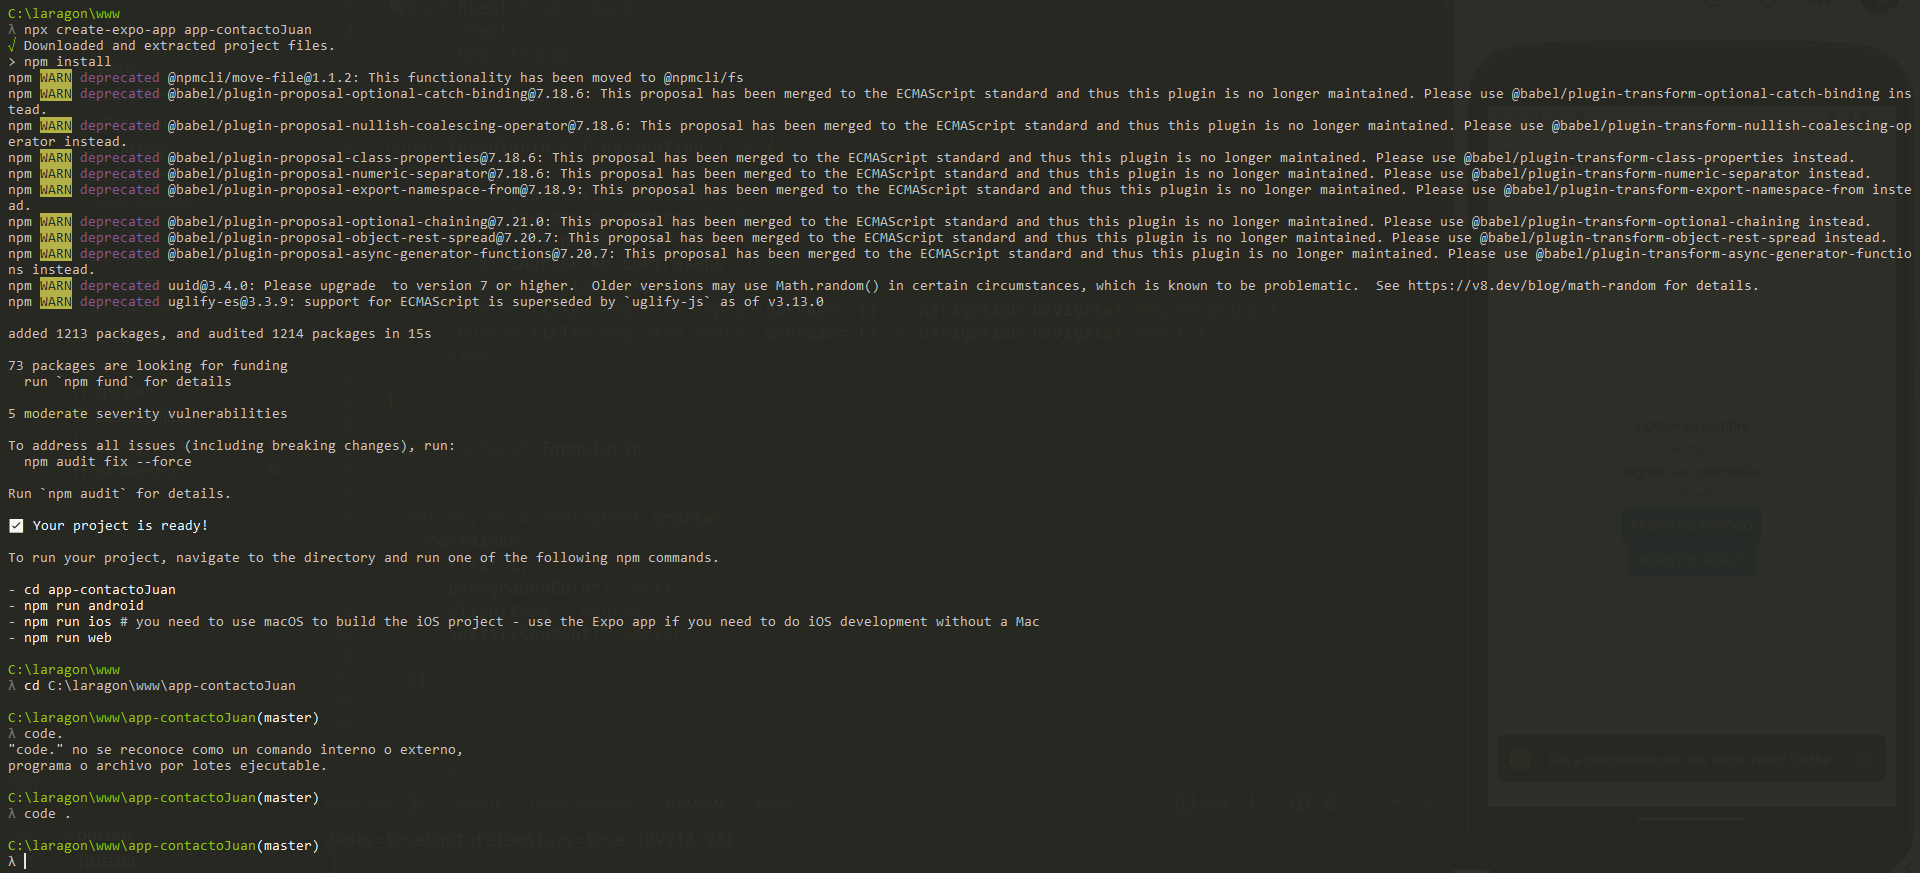 C:\laragon\www
λ npx create-expo-app app-contactoJuan
√ Downloaded and extracted project files.
> npm install
npm WARN deprecated @npmcli/move-file@1.1.2: This functionality has been moved to @npmcli/fs
npm WARN deprecated @babel/plugin-proposal-optional-catch-binding@7.18.6: This proposal has been merged to the ECMAScript standard and thus this plugin is no longer maintained. Please use @babel/plugin-transform-optional-catch-binding ins
tead.
npm WARN deprecated @babel/plugin-proposal-nullish-coalescing-operator@7.18.6: This proposal has been merged to the ECMAScript standard and thus this plugin is no longer maintained. Please use @babel/plugin-transform-nullish-coalescing-op
erator instead.
npm WARN deprecated @babel/plugin-proposal-class-properties@7.18.6: This proposal has been merged to the ECMAScript standard and thus this plugin is no longer maintained. Please use @babel/plugin-transform-class-properties instead.
npm WARN deprecated @babel/plugin-proposal-numeric-separator@7.18.6: This proposal has been merged to the ECMAScript standard and thus this plugin is no longer maintained. Please use @babel/plugin-transform-numeric-separator instead.
npm WARN deprecated @babel/plugin-proposal-export-namespace-from@7.18.9: This proposal has been merged to the ECMAScript standard and thus this plugin is no longer maintained. Please use @babel/plugin-transform-export-namespace-from inste
ad.
npm WARN deprecated @babel/plugin-proposal-optional-chaining@7.21.0: This proposal has been merged to the ECMAScript standard and thus this plugin is no longer maintained. Please use @babel/plugin-transform-optional-chaining instead.
npm WARN deprecated @babel/plugin-proposal-object-rest-spread@7.20.7: This proposal has been merged to the ECMAScript standard and thus this plugin is no longer maintained. Please use @babel/plugin-transform-object-rest-spread instead.
npm WARN deprecated @babel/plugin-proposal-async-generator-functions@7.20.7: This proposal has been merged to the ECMAScript standard and thus this plugin is no longer maintained. Please use @babel/plugin-transform-async-generator-functio
ns instead.
npm WARN deprecated uuid@3.4.0: Please upgrade  to version 7 or higher.  Older versions may use Math.random() in certain circumstances, which is known to be problematic.  See https://v8.dev/blog/math-random for details.
npm WARN deprecated uglify-es@3.3.9: support for ECMAScript is superseded by `uglify-js` as of v3.13.0
added 1213 packages, and audited 1214 packages in 15s
73 packages are looking for funding
run `npm fund` for details
5 moderate severity vulnerabilities
To address all issues (including breaking changes), run:
npm audit fix --force
Run `npm audit` for details.
✅ Your project is ready!
To run your project, navigate to the directory and run one of the following npm commands.
- cd app-contactoJuan
- npm run android
- npm run ios # you need to use macOS to build the iOS project - use the Expo app if you need to do iOS development without a Mac
- npm run web
C:\laragon\www
λ cd C:\laragon\www\app-contactoJuan
C:\laragon\www\app-contactoJuan(master)
λ code.
"code." no se reconoce como un comando interno o externo,
programa o archivo por lotes ejecutable.
C:\laragon\www\app-contactoJuan(master)
λ code .
C:\laragon\www\app-contactoJuan(master)
λ